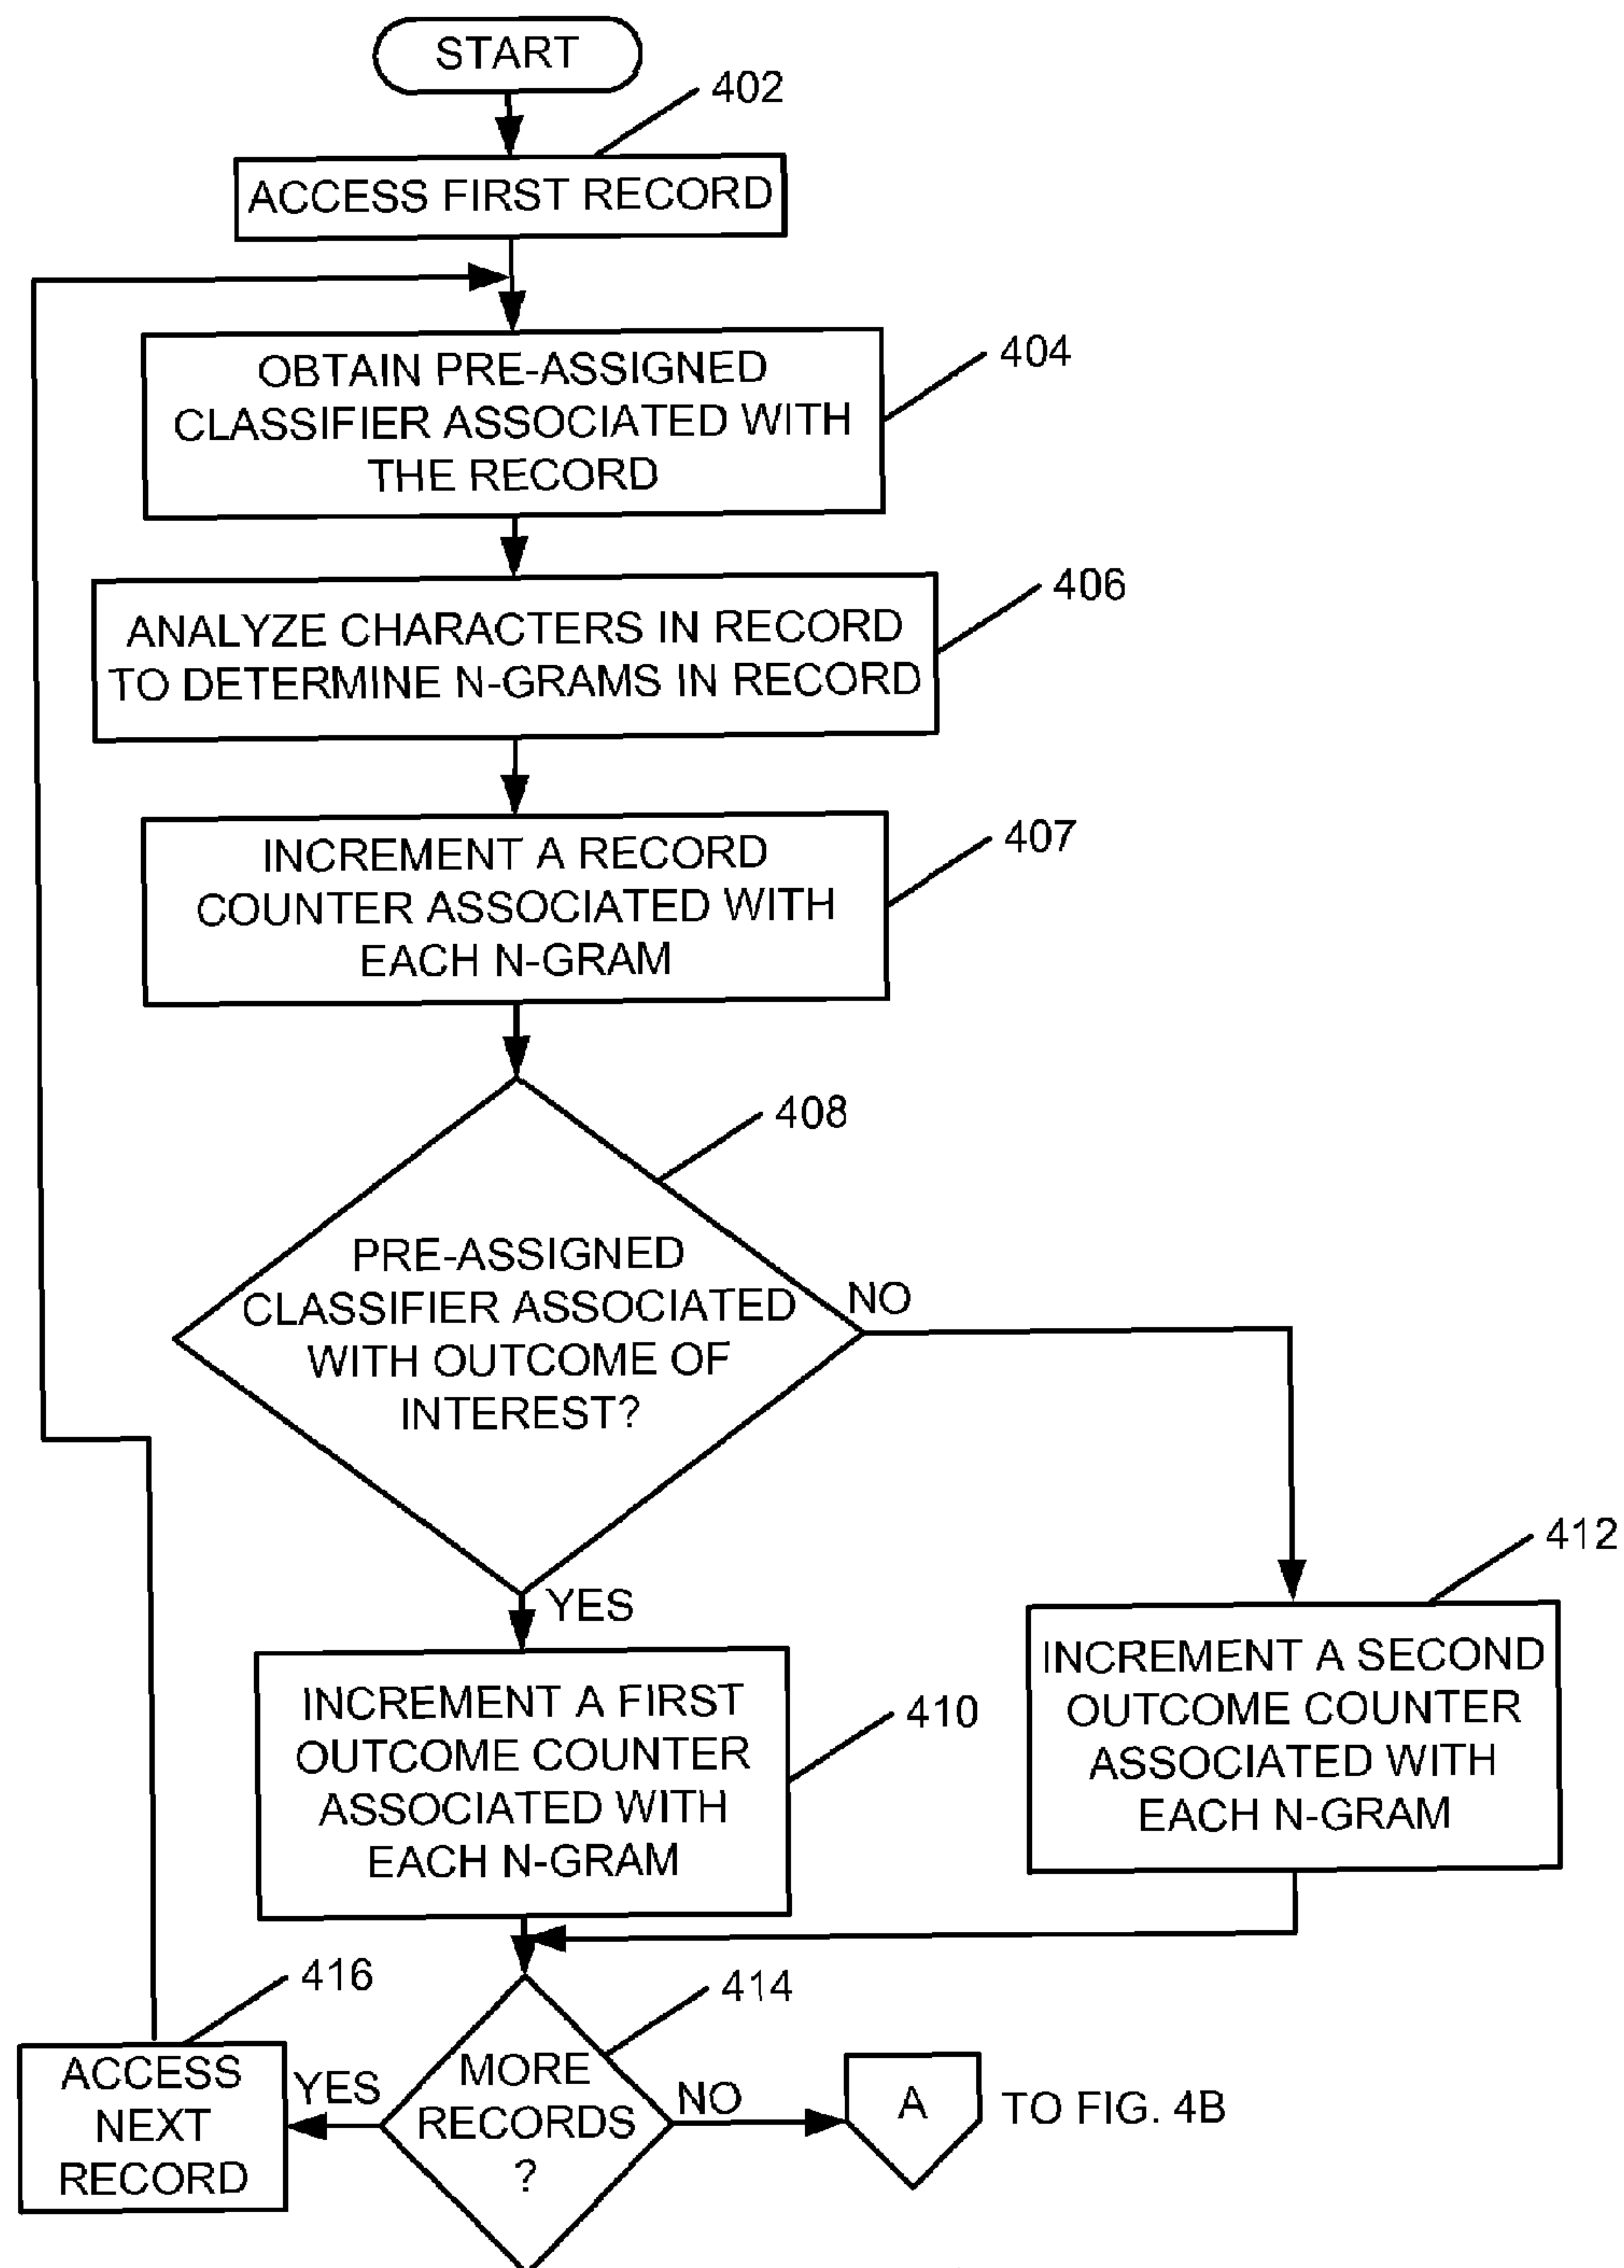 START
402
ACCESS FIRST RECORD
404
OBTAIN PRE-ASSIGNED
CLASSIFIER ASSOCIATED WITH
THE RECORD
406
ANALYZE CHARACTERS IN RECORD
TO DETERMINE N-GRAMS IN RECORD
407
INCREMENT A RECORD
COUNTER ASSOCIATED WITH
EACH N-GRAM
408
PRE-ASSIGNED
CLASSIFIER ASSOCIATED
WITH OUTCOME OF
INTEREST?
NO
YES
412
INCREMENT A SECOND
OUTCOME COUNTER
ASSOCIATED WITH
EACH N-GRAM
410
INCREMENT A FIRST
OUTCOME COUNTER
ASSOCIATED WITH
EACH N-GRAM
416
ACCESS
NEXT
RECORD
YES
414
MORE
RECORDS
?
NO
A
TO FIG. 4B